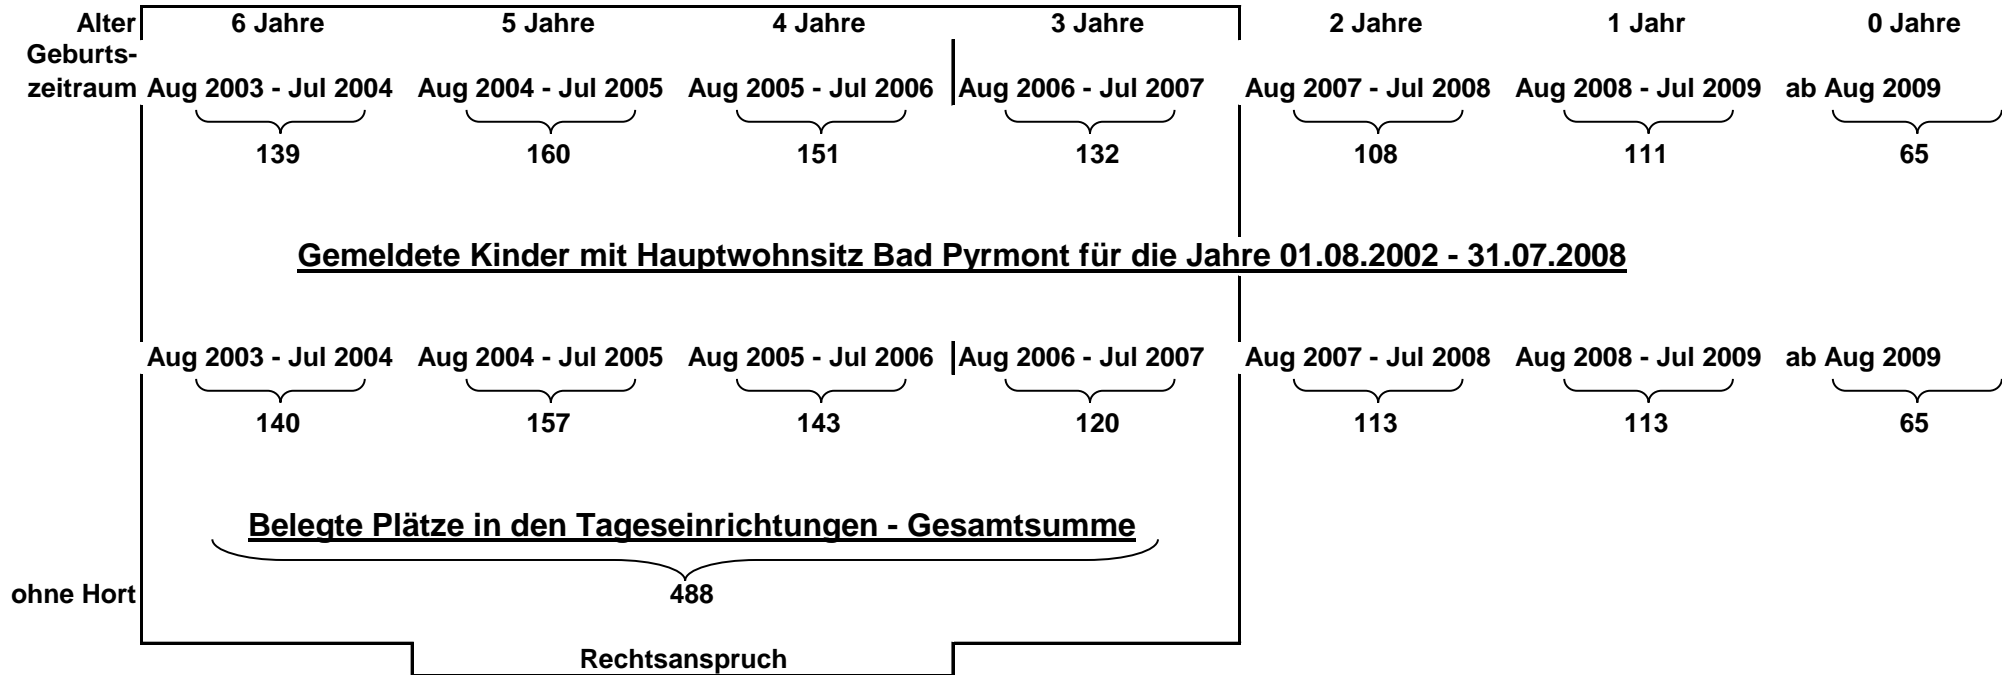 Alter 6 Jahre 5 Jahre 4 Jahre 3 Jahre 2 Jahre 1 Jahr 0 Jahre
Geburts-
zeitraum Aug 2003 - Jul 2004 Aug 2004 - Jul 2005 Aug 2005 - Jul 2006 Aug 2006 - Jul 2007 Aug 2007 - Jul 2008 Aug 2008 - Jul 2009 ab Aug 2009
139 160 151 132 108 111 65
Gemeldete Kinder mit Hauptwohnsitz Bad Pyrmont für die Jahre 01.08.2002 - 31.07.2008
Aug 2003 - Jul 2004 Aug 2004 - Jul 2005 Aug 2005 - Jul 2006 Aug 2006 - Jul 2007 Aug 2007 - Jul 2008 Aug 2008 - Jul 2009 ab Aug 2009
140 157 143 120 113 113 65
Belegte Plätze in den Tageseinrichtungen - Gesamtsumme
ohne Hort 488
Rechtsanspruch